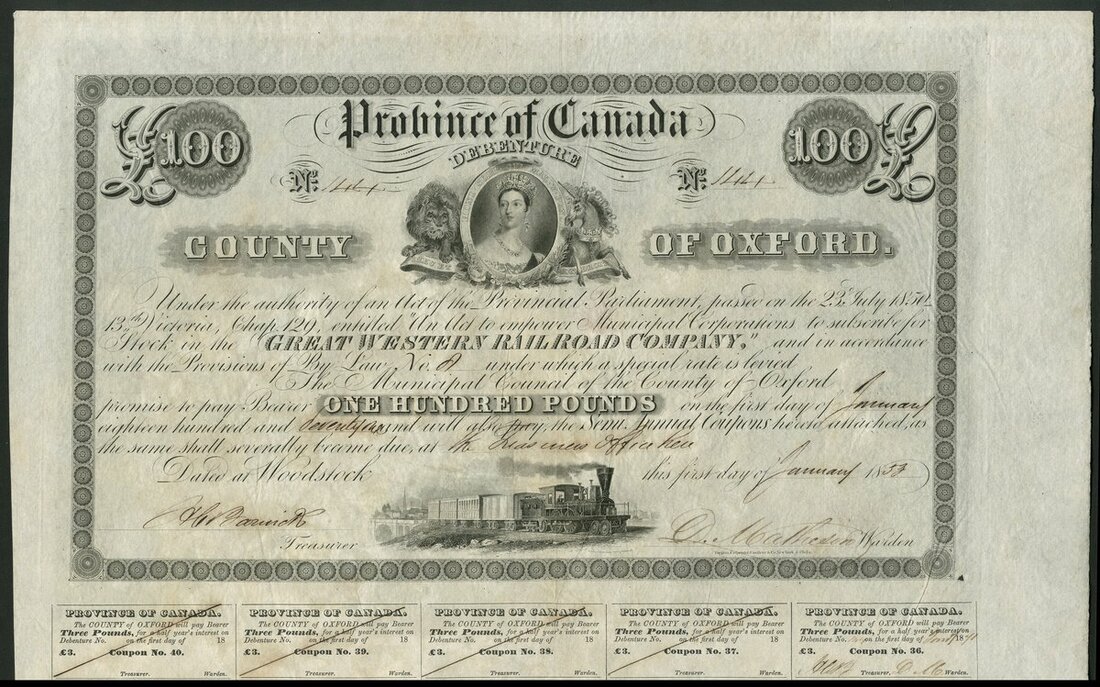 Province of Canada
DEBENTURE
£100
100£
No. 144
No. 144
COUNTY OF OXFORD.
Under the authority of an Act of the Provincial Parliament, passed on the 23d July 1850
13th Victoria, Chap. 129, entitled "An Act to empower Municipal Corporations to subscribe for
Stock in the "GREAT WESTERN RAILROAD COMPANY," and in accordance
with the Provisions of By Law No. 8 under which a special rate is levied
The Municipal Council of the County of Oxford
promise to pay Bearer ONE HUNDRED POUNDS on the first day of January
eighteen hundred and and will also pay, the Semi Annual Coupons hereto attached, as
the same shall severally become due, at the
Dated at Woodstock this first day of January 1853
Treasurer
D. Matheson Warden
PROVINCE OF CANADA.
The COUNTY of OXFORD will pay Bearer
Three Pounds, for a half year's interest on
Debenture No. on the first day of 18
£3. Coupon No. 40.
Treasurer. Warden.
PROVINCE OF CANADA.
The COUNTY of OXFORD will pay Bearer
Three Pounds, for a half year's interest on
Debenture No. on the first day of 18
£3. Coupon No. 39.
Treasurer. Warden.
PROVINCE OF CANADA.
The COUNTY of OXFORD will pay Bearer
Three Pounds, for a half year's interest on
Debenture No. on the first day of 18
£3. Coupon No. 38.
Treasurer. Warden.
PROVINCE OF CANADA.
The COUNTY of OXFORD will pay Bearer
Three Pounds, for a half year's interest on
Debenture No. on the first day of 18
£3. Coupon No. 37.
Treasurer. Warden.
PROVINCE OF CANADA.
The COUNTY of OXFORD will pay Bearer
Three Pounds, for a half year's interest on
Debenture No. on the first day of 1871
£3. Coupon No. 36.
Treasurer. D. M. Warden.